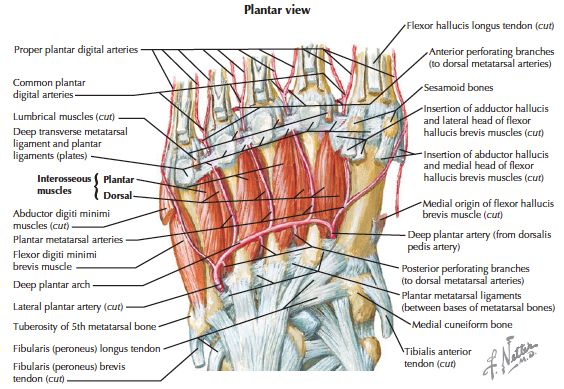 Plantar view
Proper plantar digital arteries
Common plantar
digital arteries
Lumbrical muscles (cut)
Deep transverse metatarsal
ligament and plantar
ligaments (plates)
Interosseous
muscles
Plantar
Dorsal
Abductor digiti minimi
muscles (cut)
Plantar metatarsal arteries
Flexor digiti minimi
brevis muscle
Deep plantar arch
Lateral plantar artery (cut)
Tuberosity of 5th metatarsal bone
Fibularis (peroneus) longus tendon
Fibularis (peroneus) brevis
tendon (cut)
Flexor hallucis longus tendon (cut)
Anterior perforating branches
(to dorsal metatarsal arteries)
Sesamoid bones
Insertion of adductor hallucis
and lateral head of flexor
hallucis brevis muscles (cut)
Insertion of abductor hallucis
and medial head of flexor
hallucis brevis muscles (cut)
Medial origin of flexor hallucis
brevis muscle (cut)
Deep plantar artery (from dorsalis
pedis artery)
Posterior perforating branches
(to dorsal metatarsal arteries)
Plantar metatarsal ligaments
(between bases of metatarsal bones)
Medial cuneiform bone
Tibialis anterior
tendon (cut)
F. Netter
M.D.